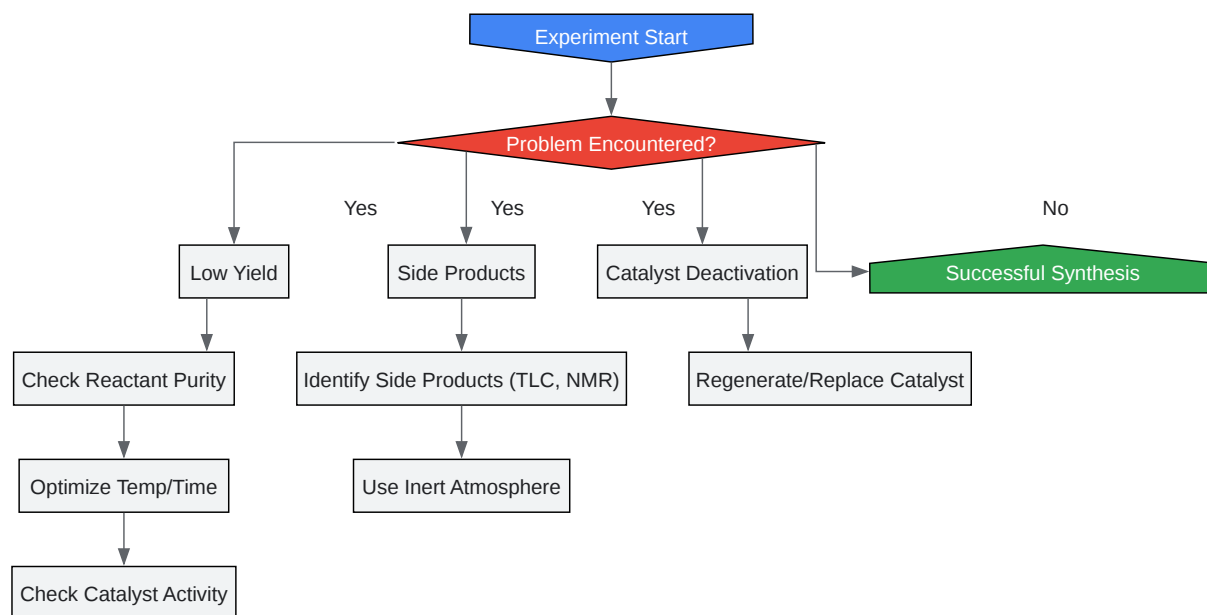 Experiment Start
Problem Encountered?
Yes
Yes
Yes
No
Low Yield
Side Products
Catalyst Deactivation
Successful Synthesis
Check Reactant Purity
Identify Side Products (TLC, NMR)
Regenerate/Replace Catalyst
Optimize Temp/Time
Use Inert Atmosphere
Check Catalyst Activity